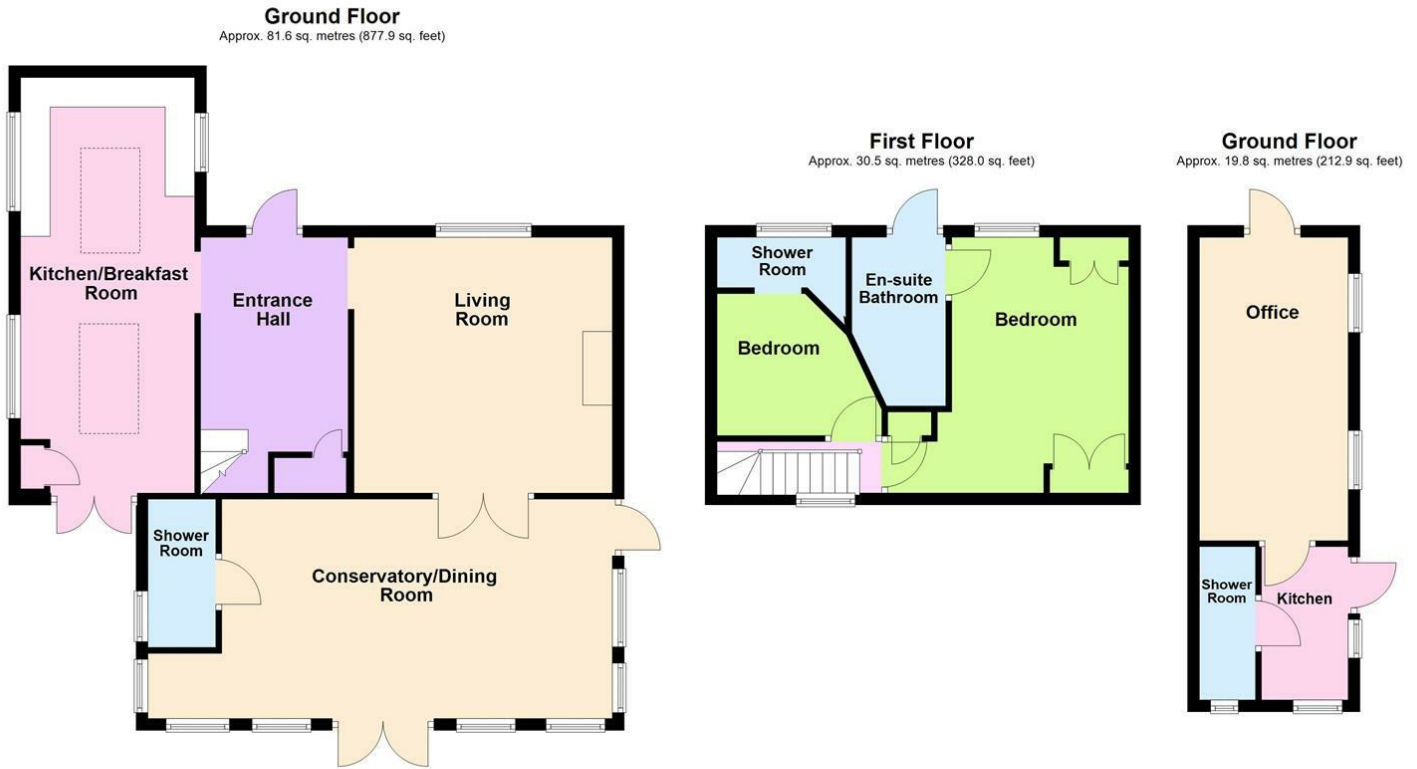 Ground Floor
Approx. 81.6 sq. metres (877.9 sq. feet)
Kitchen/Breakfast
Room
Entrance
Hall
Living
Room
Shower
Room
Conservatory/Dining
Room
First Floor
Approx. 30.5 sq. metres (328.0 sq. feet)
Shower
Room
En-suite
Bathroom
Bedroom
Bedroom
Ground Floor
Approx. 19.8 sq. metres (212.9 sq. feet)
Office
Shower
Room
Kitchen